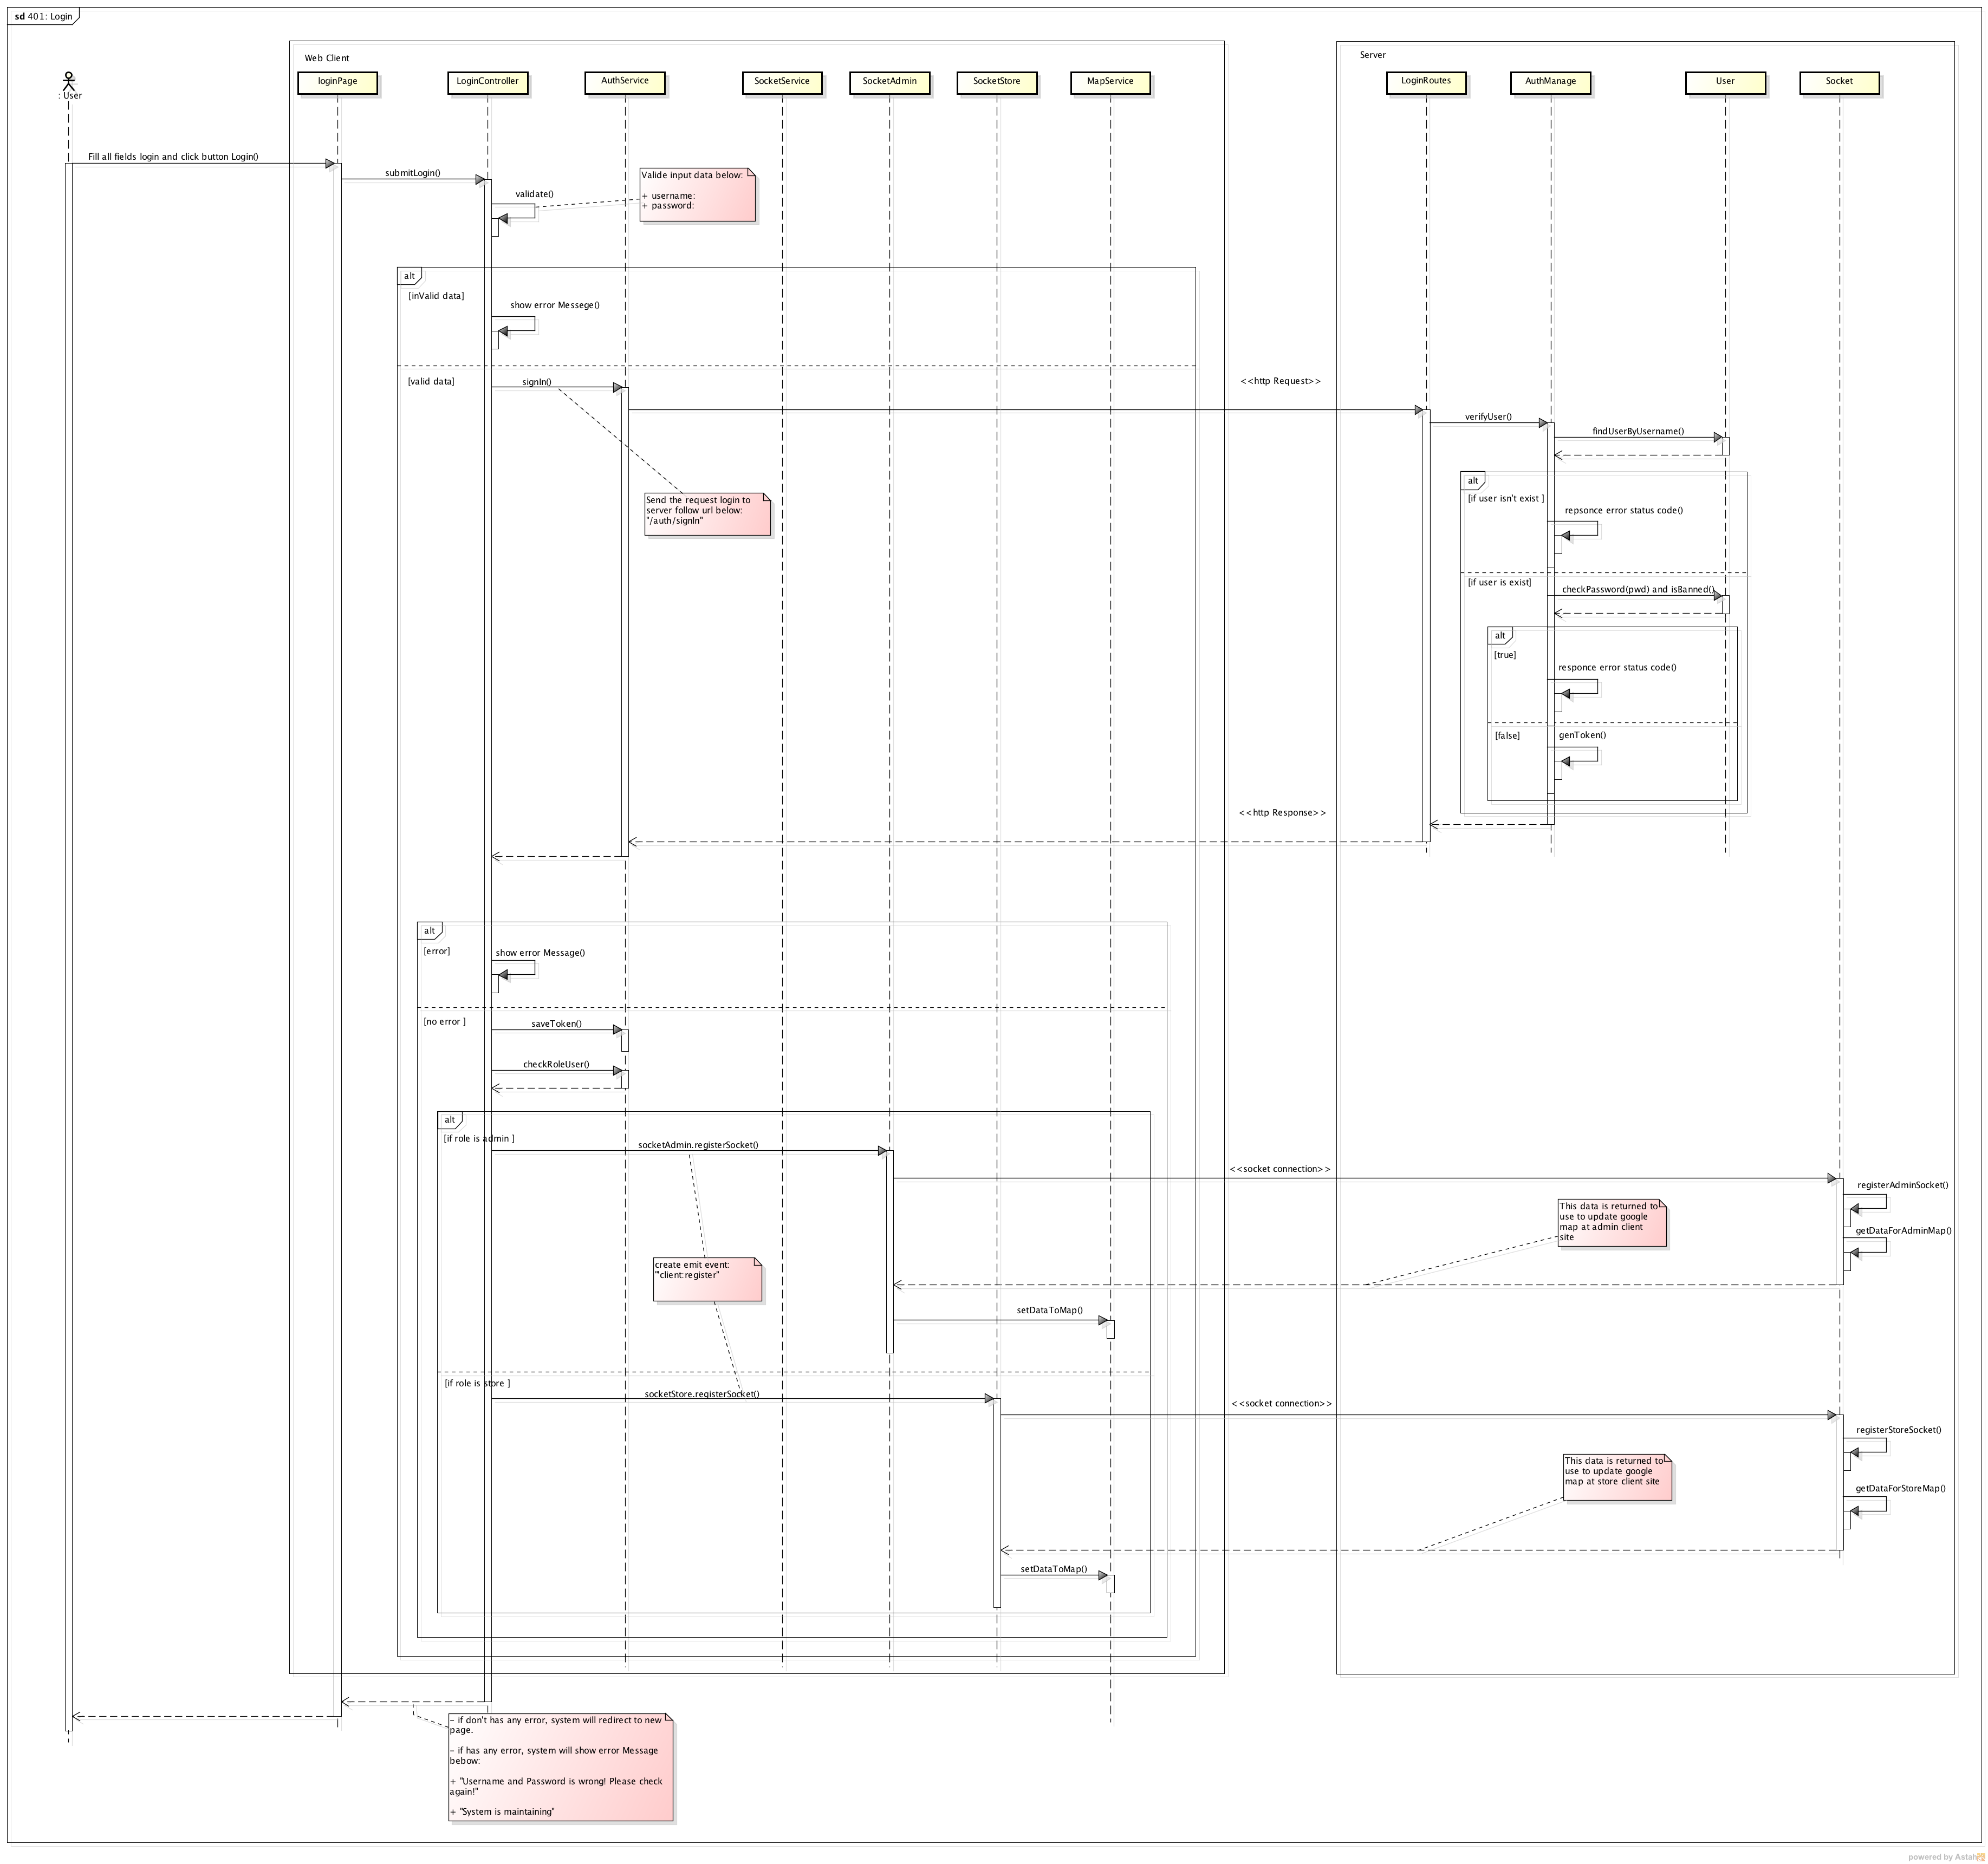 sd 401: Login
Web Client
Server
: User
loginPage
LoginController
AuthService
SocketService
SocketAdmin
SocketStore
MapService
LoginRoutes
AuthManage
User
Socket
Fill all fields login and click button Login()
submitLogin()
validate()
Valide input data below:
+ username:
+ password:
alt
[inValid data]
show error Messege()
[valid data]
signIn()
<<http Request>>
verifyUser()
findUserByUsername()
Send the request login to
server follow url below:
"/auth/signIn"
alt
[if user isn't exist ]
repsonce error status code()
[if user is exist]
checkPassword(pwd) and isBanned()
alt
[true]
responce error status code()
[false]
genToken()
<<http Response>>
alt
[error]
show error Message()
[no error ]
saveToken()
checkRoleUser()
alt
[if role is admin ]
socketAdmin.registerSocket()
<<socket connection>>
registerAdminSocket()
This data is returned to
use to update google
map at admin client
site
getDataForAdminMap()
create emit event:
'"client:register"
setDataToMap()
[if role is store ]
socketStore.registerSocket()
<<socket connection>>
registerStoreSocket()
This data is returned to
use to update google
map at store client site
getDataForStoreMap()
setDataToMap()
- if don't has any error, system will redirect to new
page.
- if has any error, system will show error Message
bebow:
+ "Username and Password is wrong! Please check
again!"
+ "System is maintaining"
powered by Astah